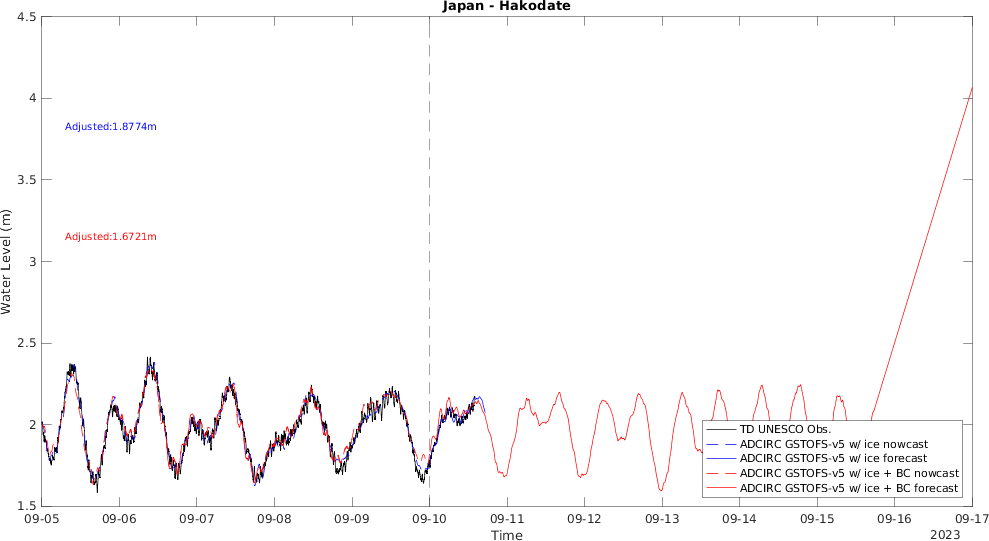 Japan - Hakodate
4.5
4
3.5
3
2.5
2
1.5
Water Level (m)
Adjusted:1.8774m
Adjusted:1.6721m
TD UNESCO Obs.
ADCIRC GSTOFS-v5 w/ ice nowcast
ADCIRC GSTOFS-v5 w/ ice forecast
ADCIRC GSTOFS-v5 w/ ice + BC nowcast
ADCIRC GSTOFS-v5 w/ ice + BC forecast
09-05 09-06 09-07 09-08 09-09 09-10 09-11 09-12 09-13 09-14 09-15 09-16 09-17
Time
2023